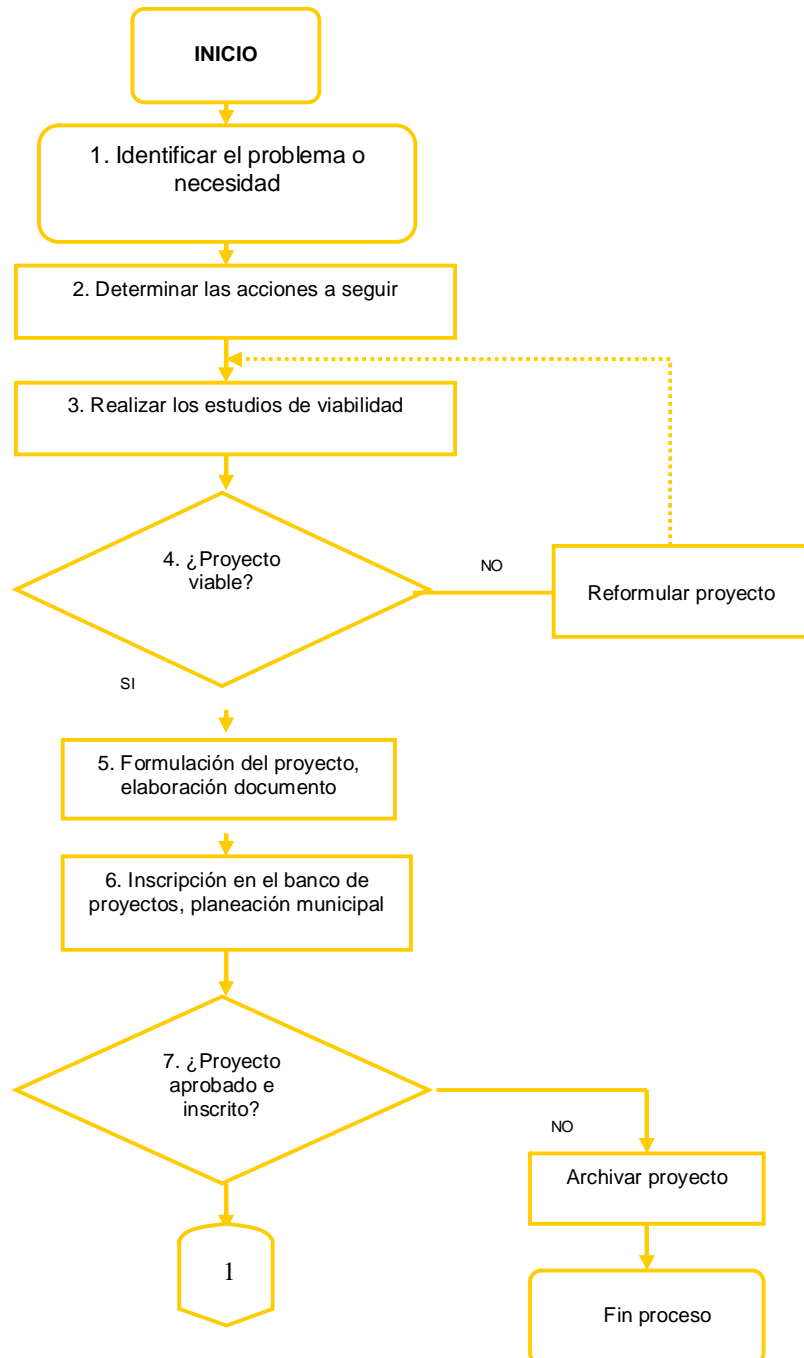 INICIO
1. Identificar el problema o
necesidad
2. Determinar las acciones a seguir
3. Realizar los estudios de viabilidad
4. ¿Proyecto
viable?
NO
Reformular proyecto
SI
5. Formulación del proyecto,
elaboración documento
6. Inscripción en el banco de
proyectos, planeación municipal
7. ¿Proyecto
aprobado e
inscrito?
NO
Archivar proyecto
1
Fin proceso